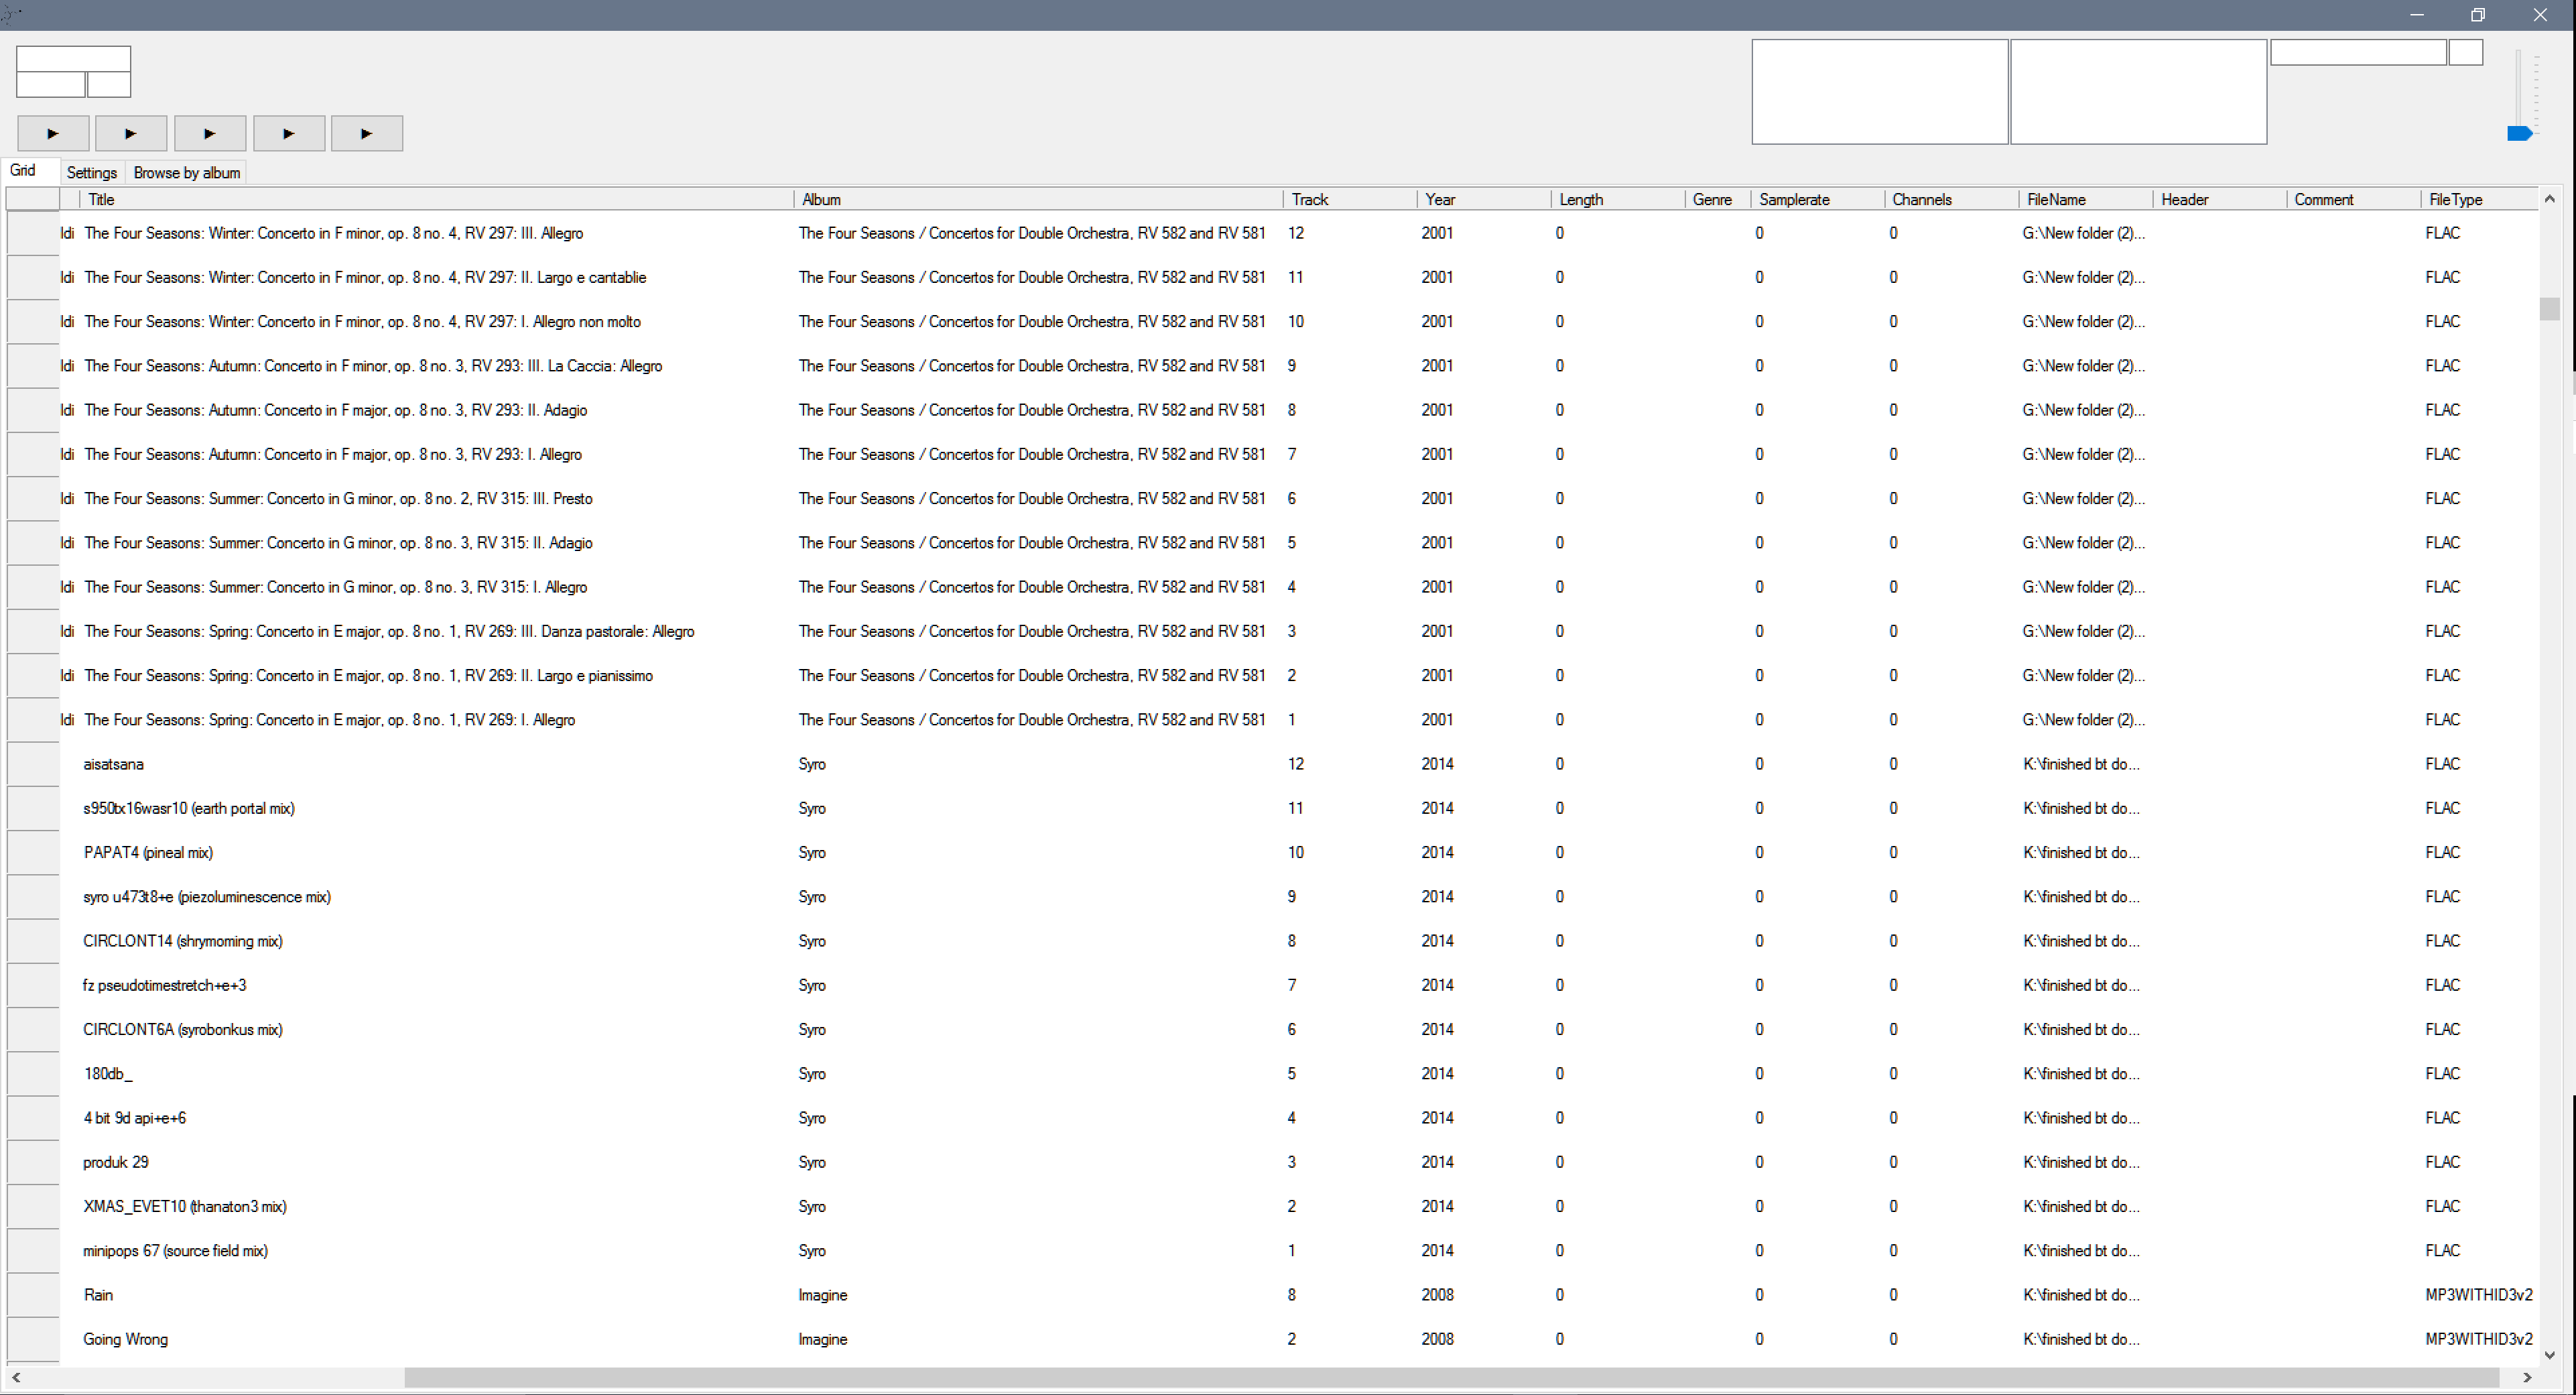 Grid Settings Browse by album
Title Album Track Year Length Genre Samplerate Channels FileName Header Comment FileType
ldi The Four Seasons: Winter: Concerto in F minor, op. 8 no. 4, RV 297: III. Allegro The Four Seasons / Concertos for Double Orchestra, RV 582 and RV 581 12 2001 0 0 0 G:\New folder (2)... FLAC
ldi The Four Seasons: Winter: Concerto in F minor, op. 8 no. 4, RV 297: II. Largo e cantablie The Four Seasons / Concertos for Double Orchestra, RV 582 and RV 581 11 2001 0 0 0 G:\New folder (2)... FLAC
ldi The Four Seasons: Winter: Concerto in F minor, op. 8 no. 4, RV 297: I. Allegro non molto The Four Seasons / Concertos for Double Orchestra, RV 582 and RV 581 10 2001 0 0 0 G:\New folder (2)... FLAC
ldi The Four Seasons: Autumn: Concerto in F minor, op. 8 no. 3, RV 293: III. La Caccia: Allegro The Four Seasons / Concertos for Double Orchestra, RV 582 and RV 581 9 2001 0 0 0 G:\New folder (2)... FLAC
ldi The Four Seasons: Autumn: Concerto in F major, op. 8 no. 3, RV 293: II. Adagio The Four Seasons / Concertos for Double Orchestra, RV 582 and RV 581 8 2001 0 0 0 G:\New folder (2)... FLAC
ldi The Four Seasons: Autumn: Concerto in F major, op. 8 no. 3, RV 293: I. Allegro The Four Seasons / Concertos for Double Orchestra, RV 582 and RV 581 7 2001 0 0 0 G:\New folder (2)... FLAC
ldi The Four Seasons: Summer: Concerto in G minor, op. 8 no. 2, RV 315: III. Presto The Four Seasons / Concertos for Double Orchestra, RV 582 and RV 581 6 2001 0 0 0 G:\New folder (2)... FLAC
ldi The Four Seasons: Summer: Concerto in G minor, op. 8 no. 3, RV 315: II. Adagio The Four Seasons / Concertos for Double Orchestra, RV 582 and RV 581 5 2001 0 0 0 G:\New folder (2)... FLAC
ldi The Four Seasons: Summer: Concerto in G minor, op. 8 no. 3, RV 315: I. Allegro The Four Seasons / Concertos for Double Orchestra, RV 582 and RV 581 4 2001 0 0 0 G:\New folder (2)... FLAC
ldi The Four Seasons: Spring: Concerto in E major, op. 8 no. 1, RV 269: III. Danza pastorale: Allegro The Four Seasons / Concertos for Double Orchestra, RV 582 and RV 581 3 2001 0 0 0 G:\New folder (2)... FLAC
ldi The Four Seasons: Spring: Concerto in E major, op. 8 no. 1, RV 269: II. Largo e pianissimo The Four Seasons / Concertos for Double Orchestra, RV 582 and RV 581 2 2001 0 0 0 G:\New folder (2)... FLAC
ldi The Four Seasons: Spring: Concerto in E major, op. 8 no. 1, RV 269: I. Allegro The Four Seasons / Concertos for Double Orchestra, RV 582 and RV 581 1 2001 0 0 0 G:\New folder (2)... FLAC
aisatsana Syro 12 2014 0 0 0 K:\finished bt do... FLAC
s950tx16wasr10 (earth portal mix) Syro 11 2014 0 0 0 K:\finished bt do... FLAC
PAPAT4 (pineal mix) Syro 10 2014 0 0 0 K:\finished bt do... FLAC
syro u473t8+e (piezoluminescence mix) Syro 9 2014 0 0 0 K:\finished bt do... FLAC
CIRCLONT14 (shrymoming mix) Syro 8 2014 0 0 0 K:\finished bt do... FLAC
fz pseudotimestretch+e+3 Syro 7 2014 0 0 0 K:\finished bt do... FLAC
CIRCLONT6A (syrobonkus mix) Syro 6 2014 0 0 0 K:\finished bt do... FLAC
180db_ Syro 5 2014 0 0 0 K:\finished bt do... FLAC
4 bit 9d api+e+6 Syro 4 2014 0 0 0 K:\finished bt do... FLAC
produk 29 Syro 3 2014 0 0 0 K:\finished bt do... FLAC
XMAS_EVET10 (thanaton3 mix) Syro 2 2014 0 0 0 K:\finished bt do... FLAC
minipops 67 (source field mix) Syro 1 2014 0 0 0 K:\finished bt do... FLAC
Rain Imagine 8 2008 0 0 0 K:\finished bt do... MP3WITHID3v2
Going Wrong Imagine 2 2008 0 0 0 K:\finished bt do... MP3WITHID3v2